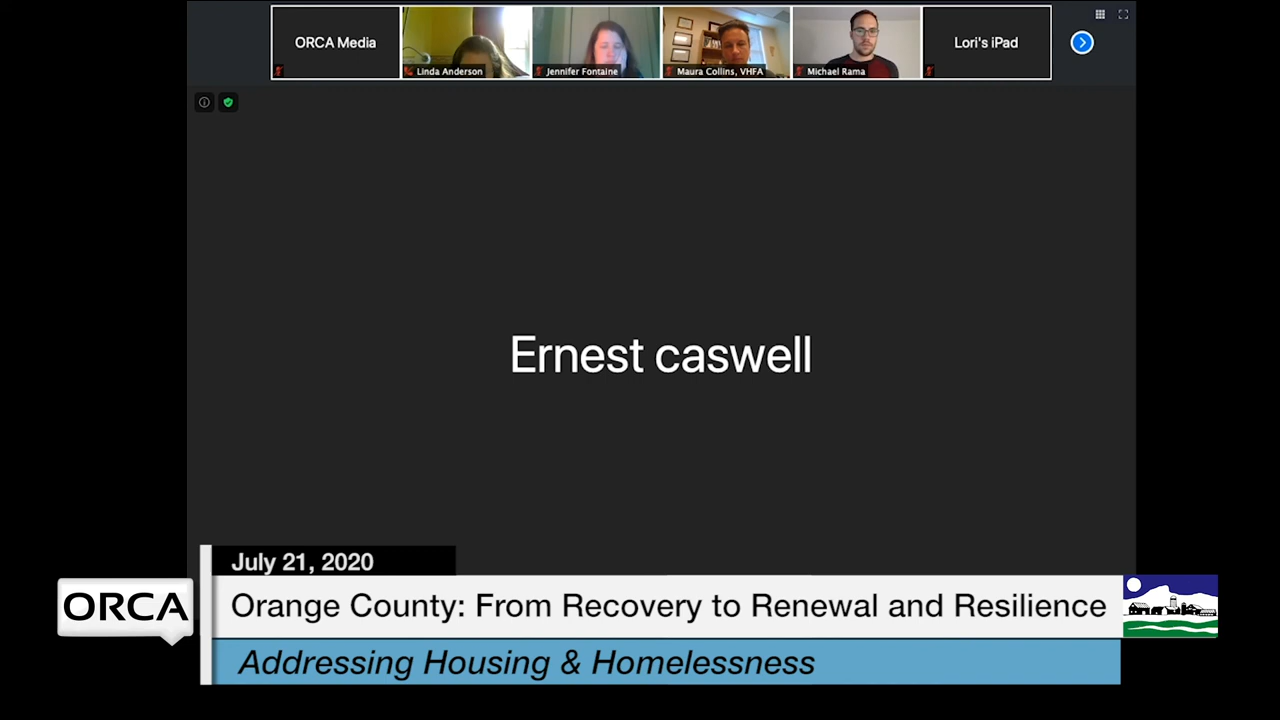 ORCA Media
Linda Anderson
Jennifer Fontaine
Maura Collins, VHFA
Michael Rama
Lori's iPad
Ernest caswell
July 21, 2020
ORCA
Orange County: From Recovery to Renewal and Resilience
Addressing Housing & Homelessness